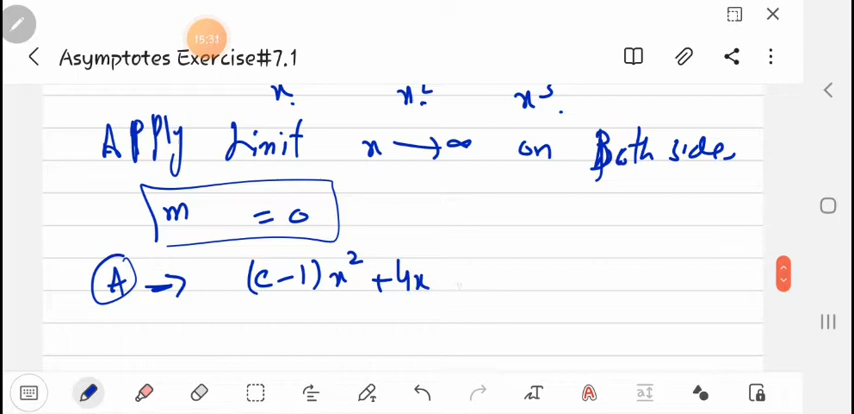 15:31
Asymptotes Exercise#7.1
x. x². x³.
Apply Limit x → ∞ on Both side.
m = 0
A → (c-1)x² + 4x